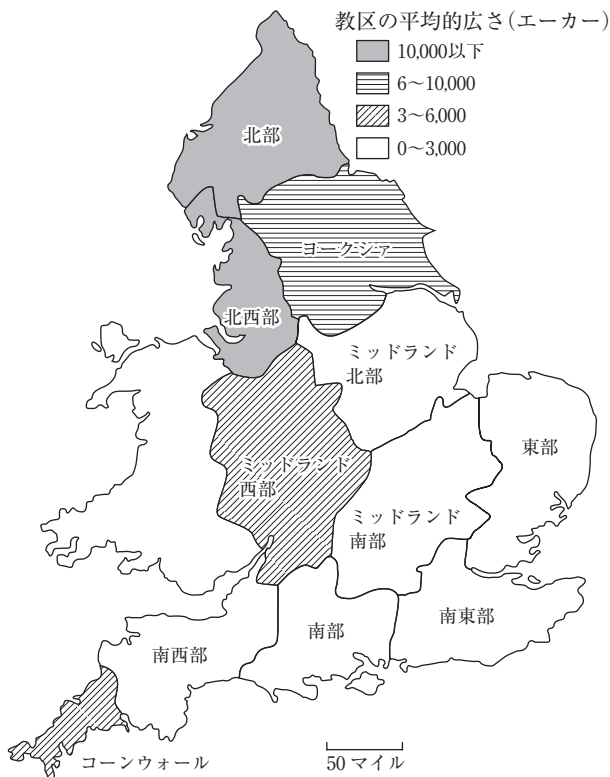 教区の平均的広さ(エーカー)
10,000以下
6〜10,000
3〜6,000
0〜3,000
北部
ヨークシァ
北西部
ミッドランド
北部
東部
ミッドランド
西部
ミッドランド
南部
南東部
南部
南西部
コーンウォール
50 マイル